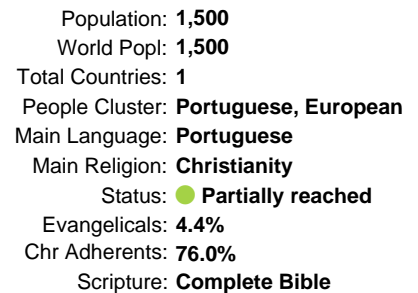 Population: 1,500
World Popl: 1,500
Total Countries: 1
People Cluster: Portuguese, European
Main Language: Portuguese
Main Religion: Christianity
Status: Partially reached
Evangelicals: 4.4%
Chr Adherents: 76.0%
Scripture: Complete Bible